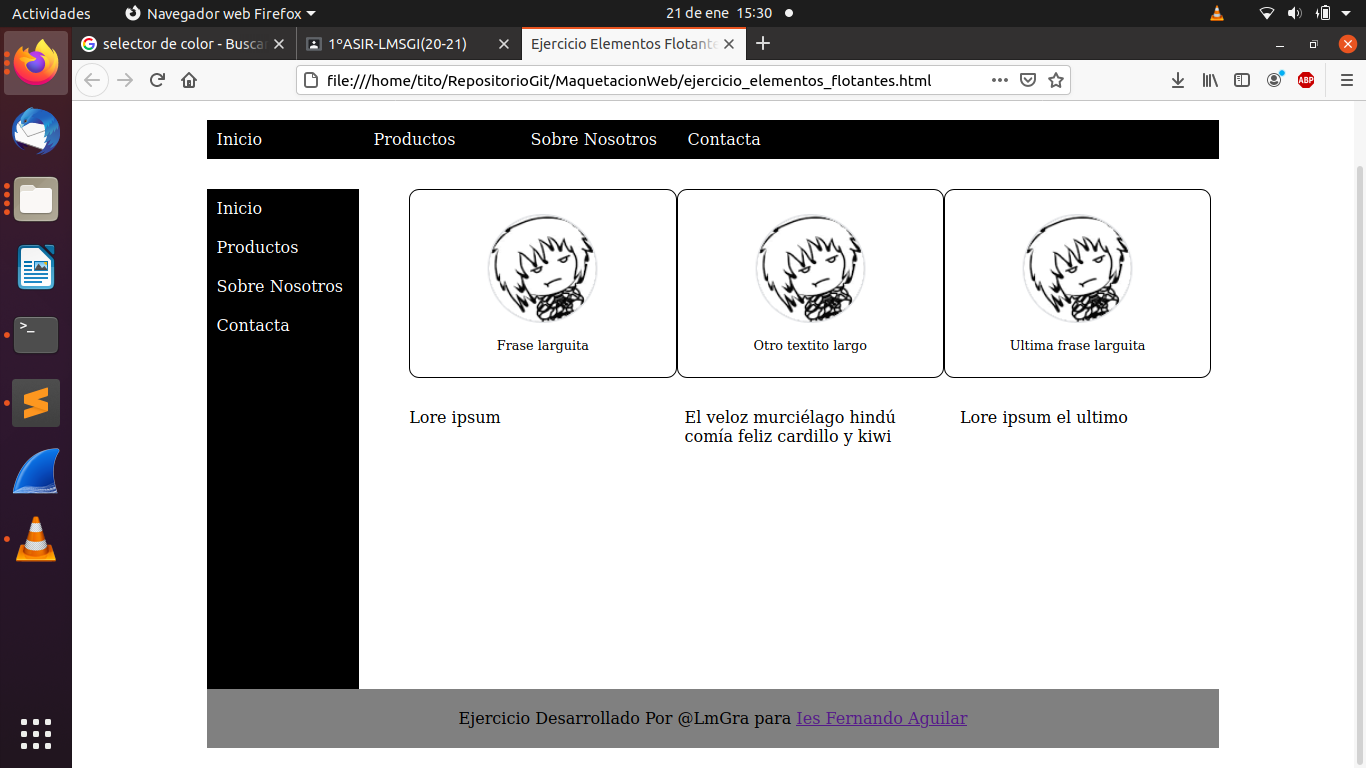 Actividades Navegador web Firefox 21 de ene 15:30
selector de color - Busca 1ºASIR-LMSGI(20-21) Ejercicio Elementos Flotante
file:///home/tito/RepositorioGit/MaquetacionWeb/ejercicio_elementos_flotantes.html ABP
Inicio Productos Sobre Nosotros Contacta
Inicio
Productos
Sobre Nosotros
Contacta
Frase larguita Otro textito largo Ultima frase larguita
Lore ipsum
El veloz murciélago hindú
comía feliz cardillo y kiwi
Lore ipsum el ultimo
Ejercicio Desarrollado Por @LmGra para Ies Fernando Aguilar